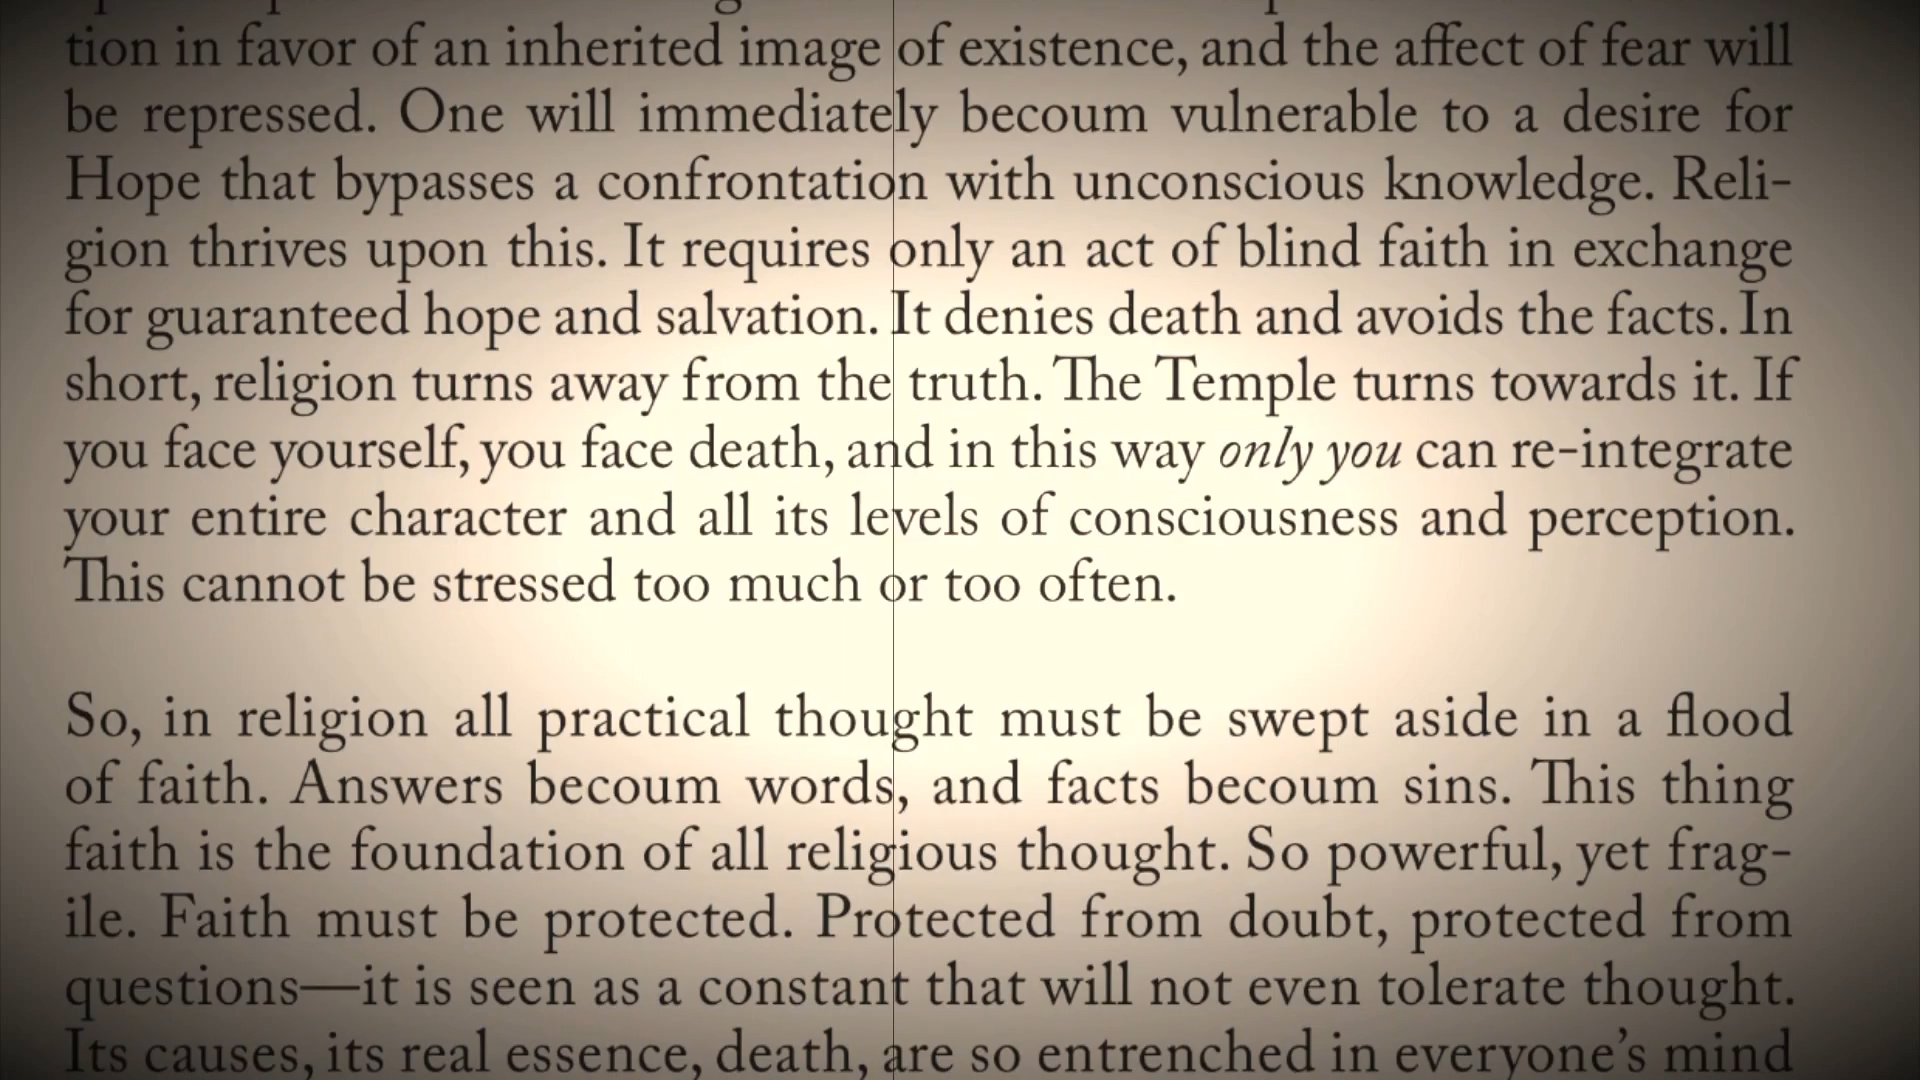 tion in favor of an inherited image of existence, and the affect of fear will
be repressed. One will immediately becoum vulnerable to a desire for
Hope that bypasses a confrontation with unconscious knowledge. Reli-
gion thrives upon this. It requires only an act of blind faith in exchange
for guaranteed hope and salvation. It denies death and avoids the facts. In
short, religion turns away from the truth. The Temple turns towards it. If
you face yourself, you face death, and in this way only you can re-integrate
your entire character and all its levels of consciousness and perception.
This cannot be stressed too much or too often.
So, in religion all practical thought must be swept aside in a flood
of faith. Answers becoum words, and facts becoum sins. This thing
faith is the foundation of all religious thought. So powerful, yet frag-
ile. Faith must be protected. Protected from doubt, protected from
questions—it is seen as a constant that will not even tolerate thought.
Its causes, its real essence, death, are so entrenched in everyone’s mind